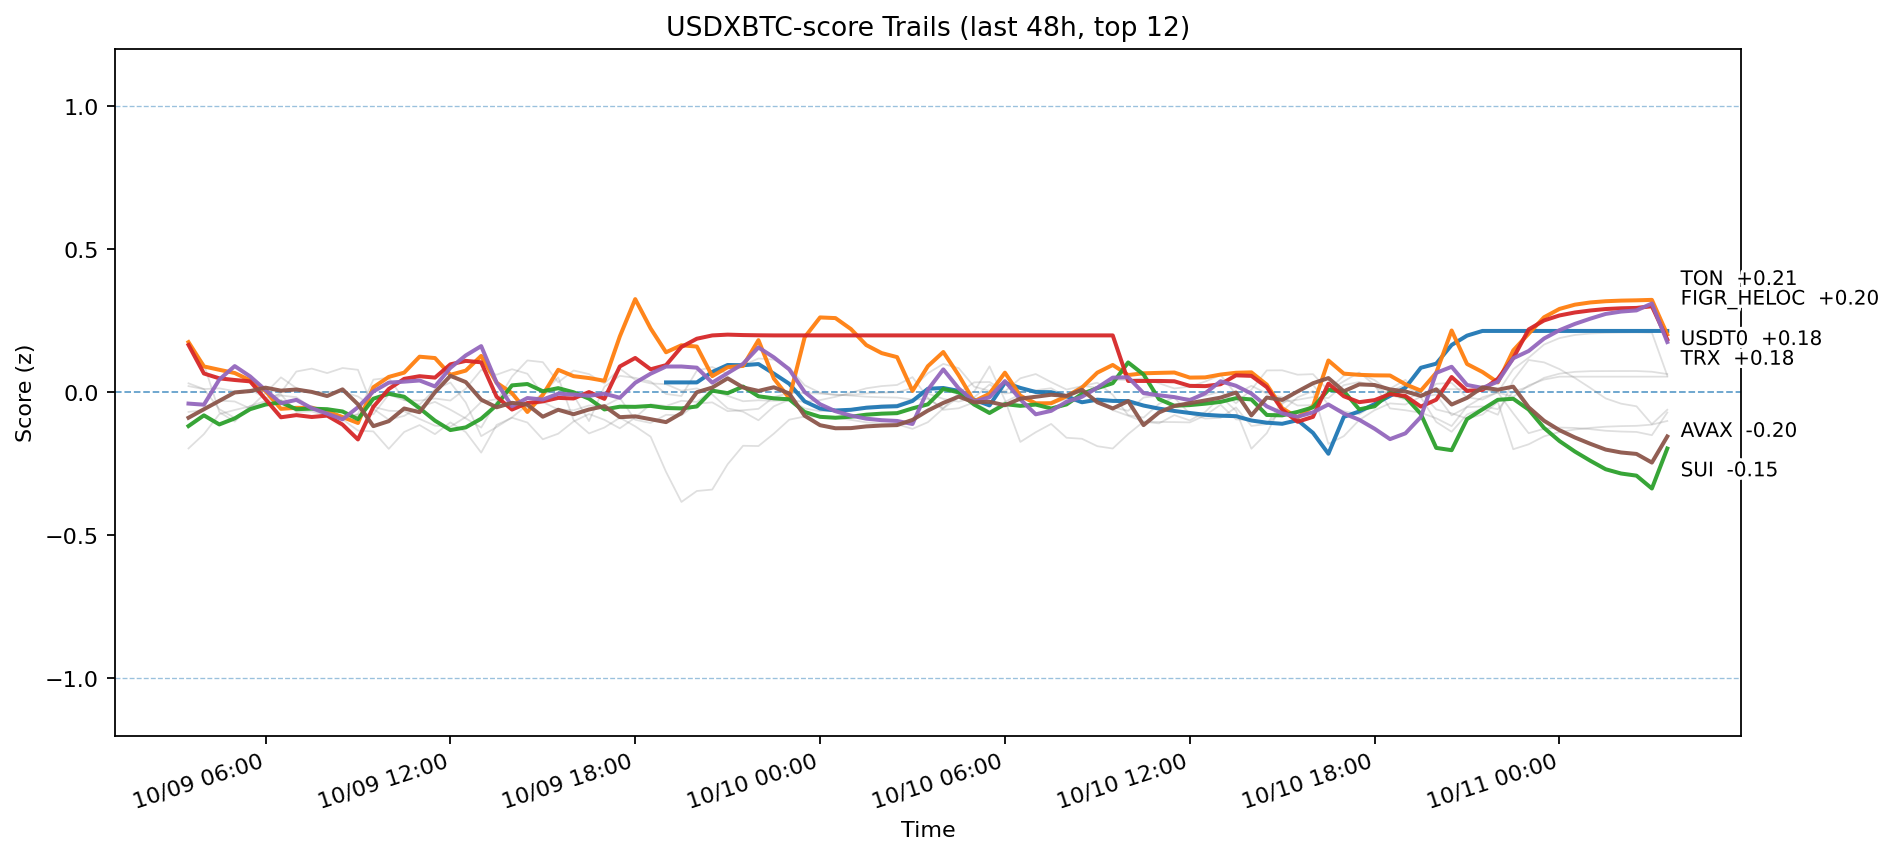 USDXBTC-score Trails (last 48h, top 12)
Score (z)
1.0
0.5
0.0
−0.5
−1.0
TON +0.21
FIGR_HELOC +0.20
USDT0 +0.18
TRX +0.18
AVAX -0.20
SUI -0.15
10/09 06:00
10/09 12:00
10/09 18:00
10/10 00:00
10/10 06:00
10/10 12:00
10/10 18:00
10/11 00:00
Time